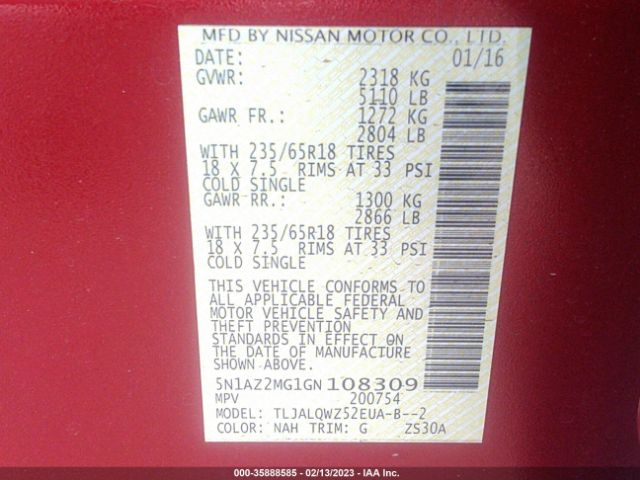 MFD BY NISSAN MOTOR CO., LTD.
DATE: 01/16
GVWR: 2318 KG
5110 LB
GAWR FR.: 1272 KG
2804 LB
WITH 235/65R18 TIRES
18 X 7.5 RIMS AT 33 PSI
COLD SINGLE
GAWR RR.: 1300 KG
2866 LB
WITH 235/65R18 TIRES
18 X 7.5 RIMS AT 33 PSI
COLD SINGLE
THIS VEHICLE CONFORMS TO
ALL APPLICABLE FEDERAL
MOTOR VEHICLE SAFETY AND
THEFT PREVENTION
STANDARDS IN EFFECT ON
THE DATE OF MANUFACTURE
SHOWN ABOVE.
5N1AZ2MG1GN108309
MPV 200754
MODEL: TLJALQWZ52EUA-B--2
COLOR: NAH TRIM: G ZS30A
000-35888585 - 02/13/2023 - IAA Inc.